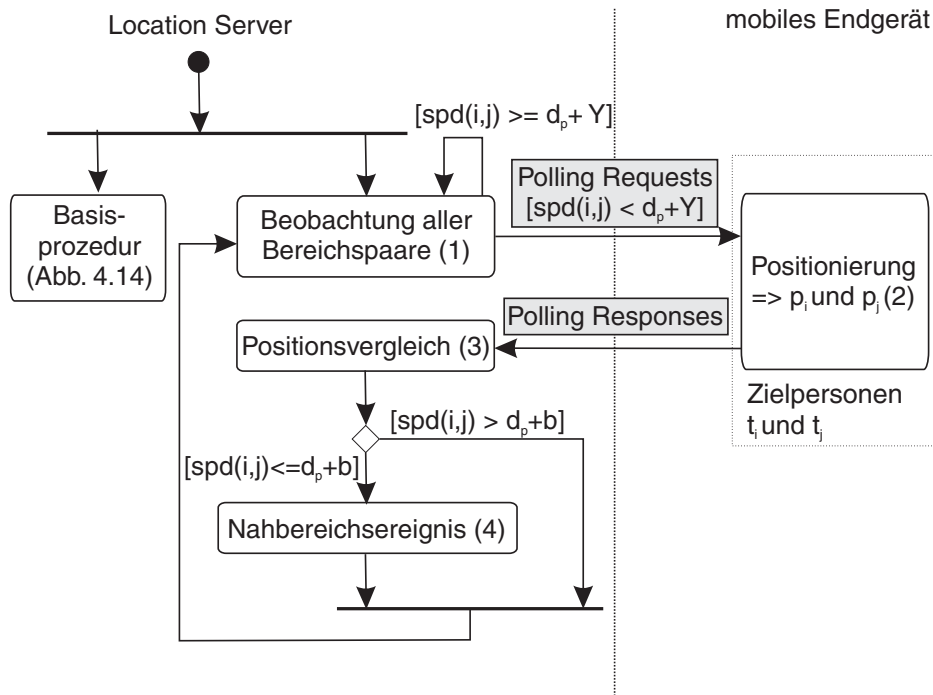 mobiles Endgerät
Location Server
[spd(i,j) >= dₚ+ Y]
Polling Requests
[spd(i,j) < dₚ+Y]
Basis-
prozedur
(Abb. 4.14)
Beobachtung aller
Bereichspaare (1)
Positionierung
=> pᵢ und pⱼ (2)
Polling Responses
Positionsvergleich (3)
Zielpersonen
tᵢ und tⱼ
[spd(i,j) > dₚ+b]
[spd(i,j)<=dₚ+b]
Nahbereichsereignis (4)